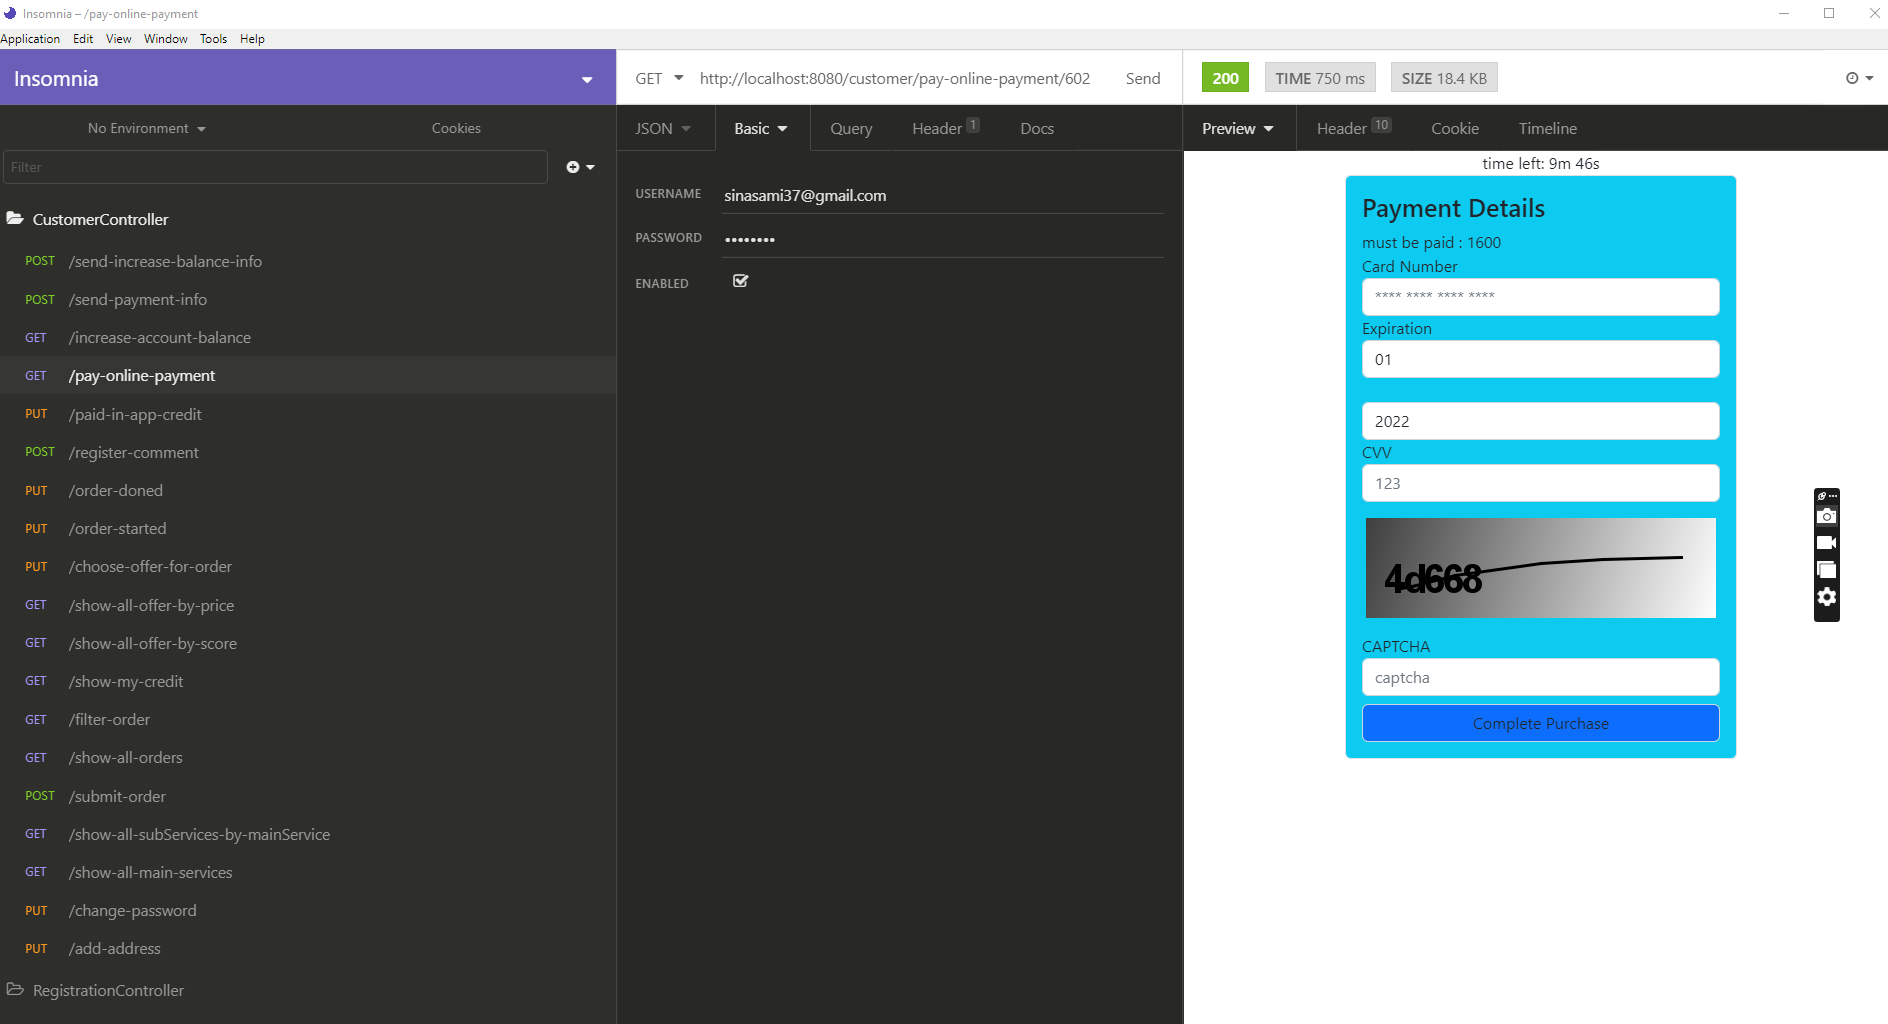 Insomnia – /pay-online-payment
Application Edit View Window Tools Help
Insomnia
GET http://localhost:8080/customer/pay-online-payment/602 Send
200 TIME 750 ms SIZE 18.4 KB
No Environment Cookies
JSON Basic Query Header 1 Docs
Preview Header 10 Cookie Timeline
Filter
CustomerController
POST /send-increase-balance-info
POST /send-payment-info
GET /increase-account-balance
GET /pay-online-payment
PUT /paid-in-app-credit
POST /register-comment
PUT /order-doned
PUT /order-started
PUT /choose-offer-for-order
GET /show-all-offer-by-price
GET /show-all-offer-by-score
GET /show-my-credit
GET /filter-order
GET /show-all-orders
POST /submit-order
GET /show-all-subServices-by-mainService
GET /show-all-main-services
PUT /change-password
PUT /add-address
RegistrationController
USERNAME sinasami37@gmail.com
PASSWORD ••••••••
ENABLED
time left: 9m 46s
Payment Details
must be paid : 1600
Card Number
**** **** **** ****
Expiration
01
2022
CVV
123
4d668
CAPTCHA
captcha
Complete Purchase